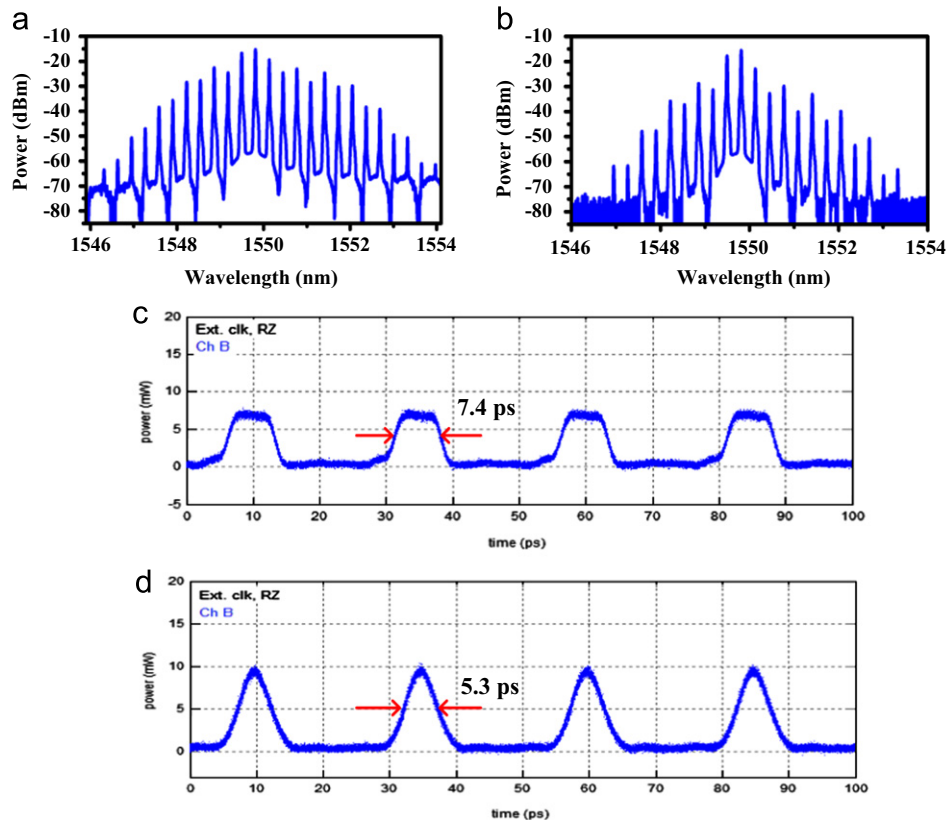 a
-10
-20
-30
-40
-50
-60
-70
-80
Power (dBm)
1546 1548 1550 1552 1554
Wavelength (nm)
b
-10
-20
-30
-40
-50
-60
-70
-80
Power (dBm)
1546 1548 1550 1552 1554
Wavelength (nm)
c
20
15
10
5
0
-5
power (mW)
Ext. clk, RZ
Ch B
7.4 ps
0 10 20 30 40 50 60 70 80 90 100
time (ps)
d
20
15
10
5
0
power (mW)
Ext. clk, RZ
Ch B
5.3 ps
0 10 20 30 40 50 60 70 80 90 100
time (ps)